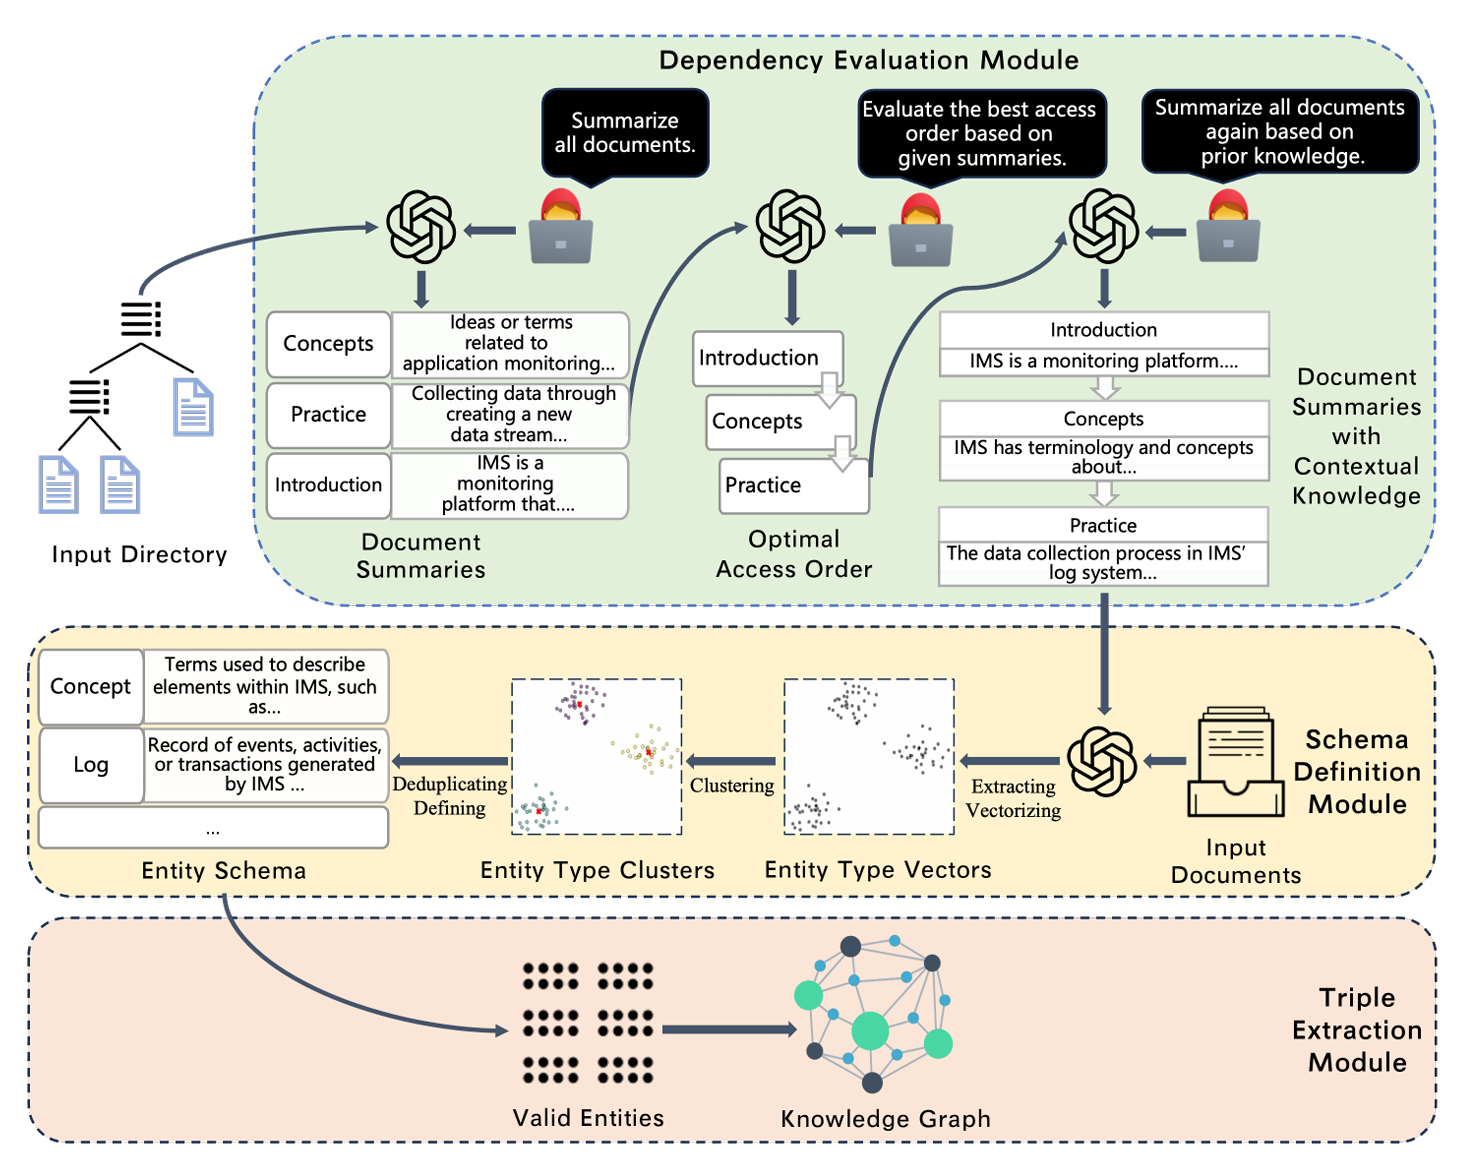 Dependency Evaluation Module
Summarize
all documents.
Evaluate the best access
order based on
given summaries.
Summarize all documents
again based on
prior knowledge.
Concepts
Ideas or terms
related to
application monitoring...
Practice
Collecting data through
creating a new
data stream...
Introduction
IMS is a
monitoring
platform that....
Document
Summaries
Input Directory
Introduction
Concepts
Practice
Optimal
Access Order
Introduction
IMS is a monitoring platform....
Concepts
IMS has terminology and concepts
about...
Practice
The data collection process in IMS’
log system...
Document
Summaries
with
Contextual
Knowledge
Concept
Terms used to describe
elements within IMS, such
as...
Log
Record of events, activities,
or transactions generated
by IMS ...
...
Entity Schema
Deduplicating
Defining
Entity Type Clusters
Clustering
Entity Type Vectors
Extracting
Vectorizing
Input
Documents
Schema
Definition
Module
Valid Entities
Knowledge Graph
Triple
Extraction
Module